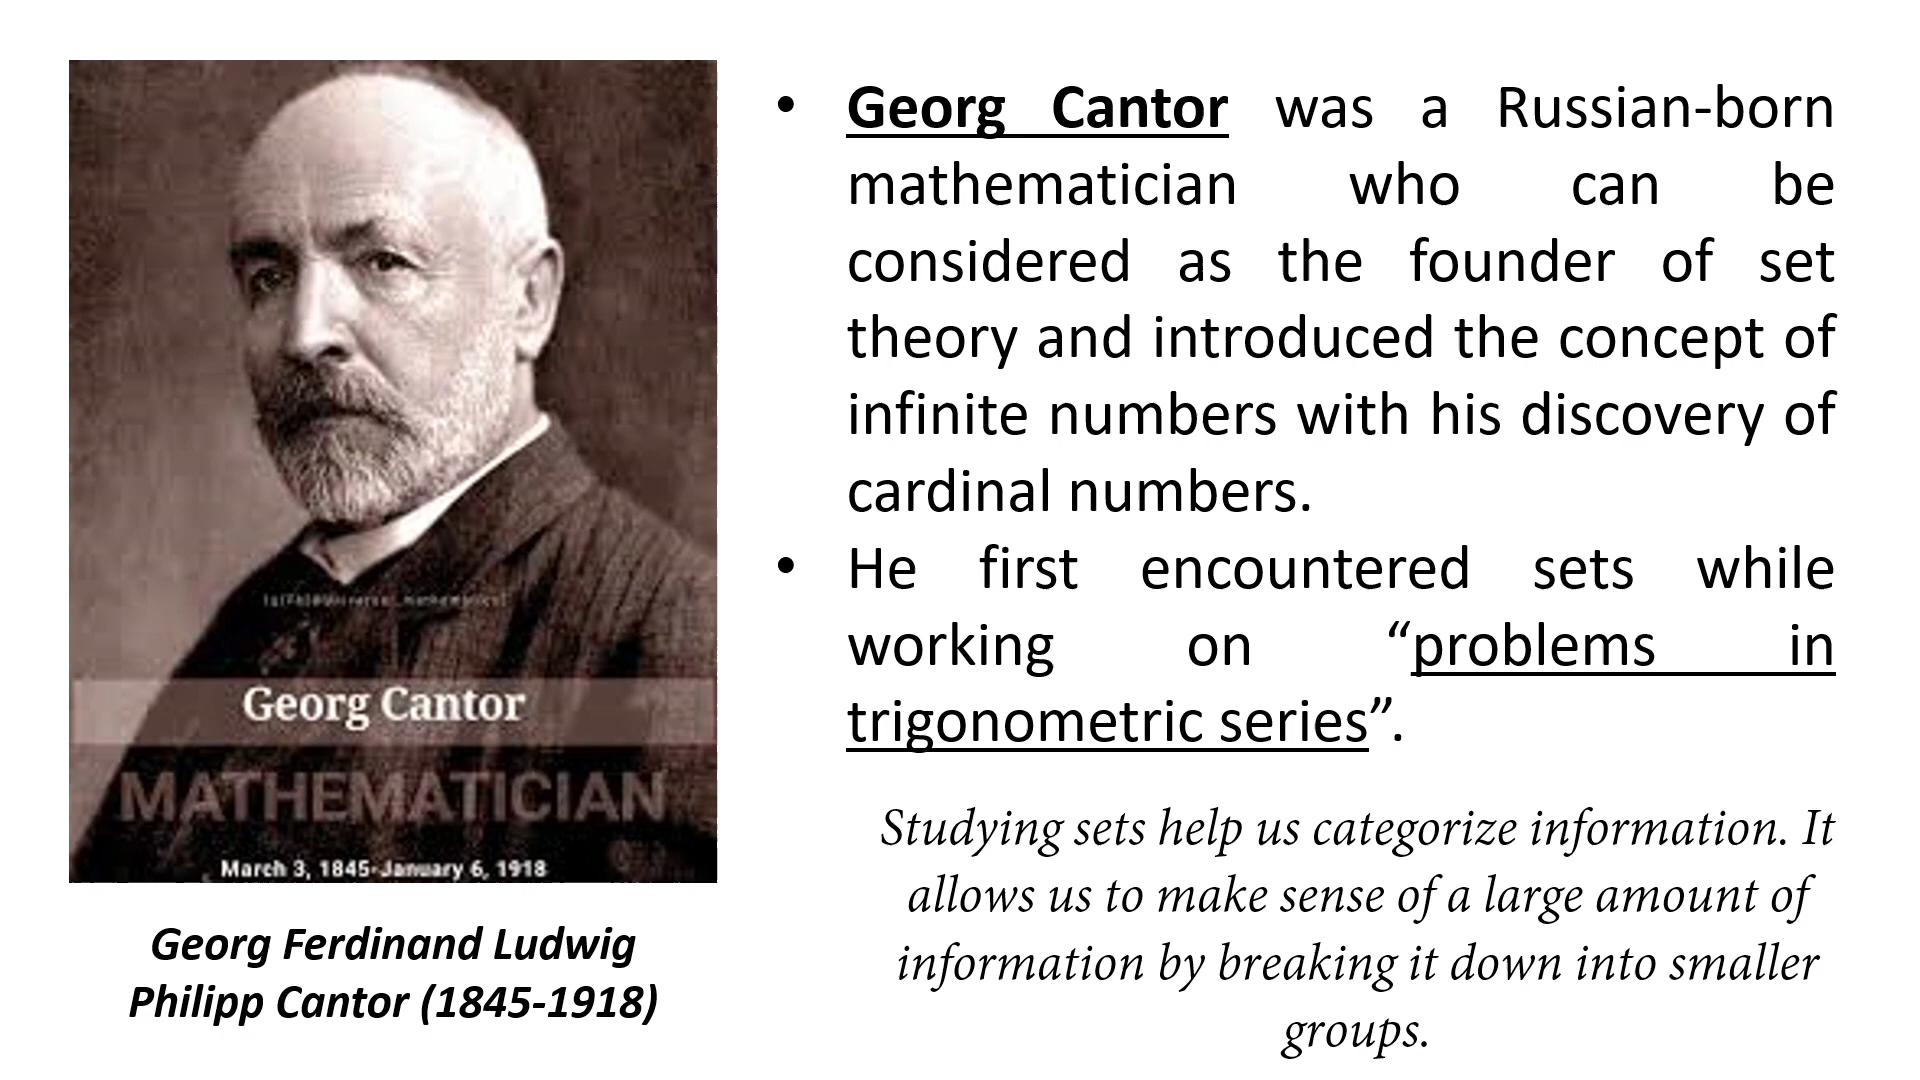 Georg Cantor
MATHEMATICIAN
March 3, 1845-January 6, 1918
Georg Ferdinand Ludwig
Philipp Cantor (1845-1918)
• Georg Cantor was a Russian-born
mathematician who can be
considered as the founder of set
theory and introduced the concept of
infinite numbers with his discovery of
cardinal numbers.
• He first encountered sets while
working on “problems in
trigonometric series”.
Studying sets help us categorize information. It
allows us to make sense of a large amount of
information by breaking it down into smaller
groups.